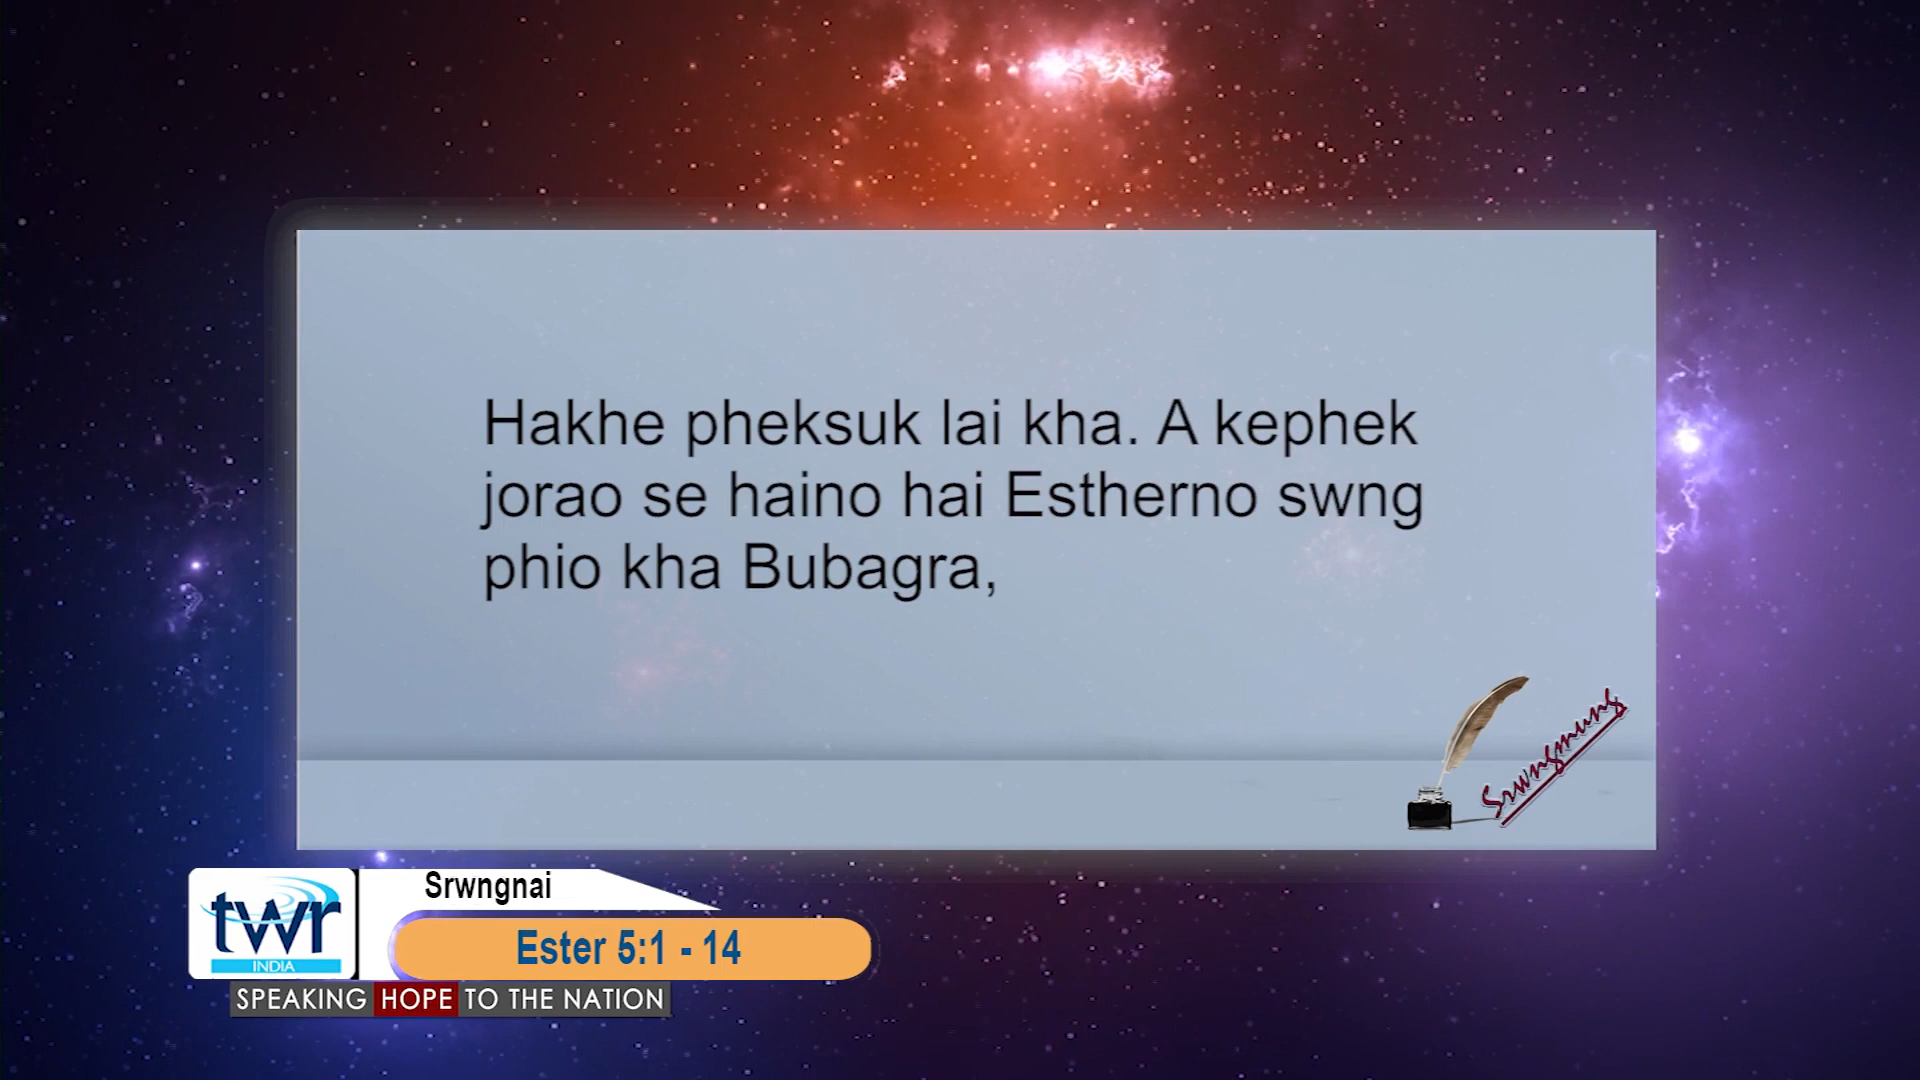 Hakhe pheksuk lai kha. A kephek
jorao se haino hai Estherno swng
phio kha Bubagra,
Srwngmung
twr
INDIA
Srwngnai
Ester 5:1 - 14
SPEAKING HOPE TO THE NATION